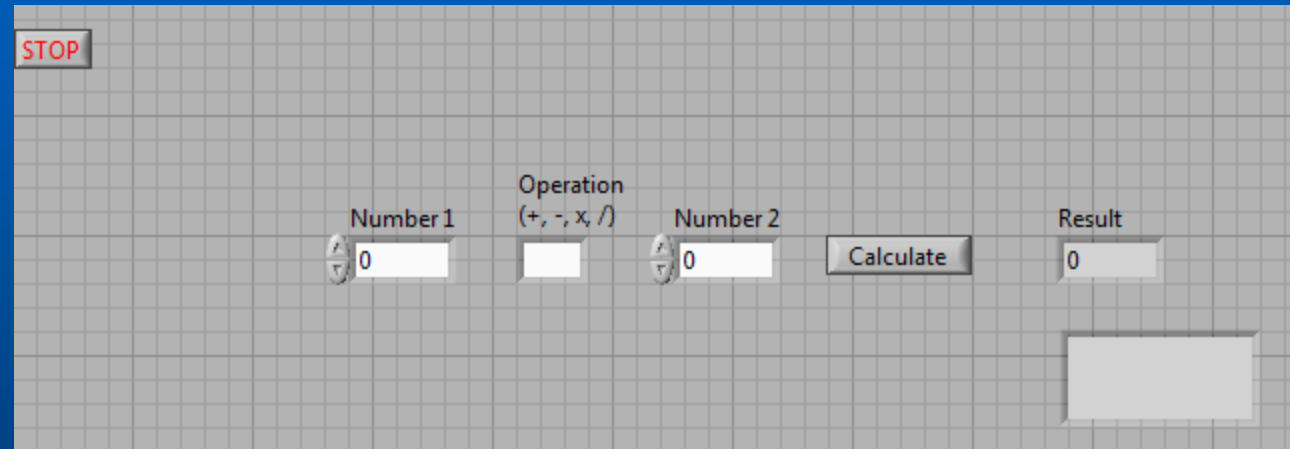 STOP
Operation
(+, -, x, /)
Number 1
Number 2
Result
0
0
Calculate
0